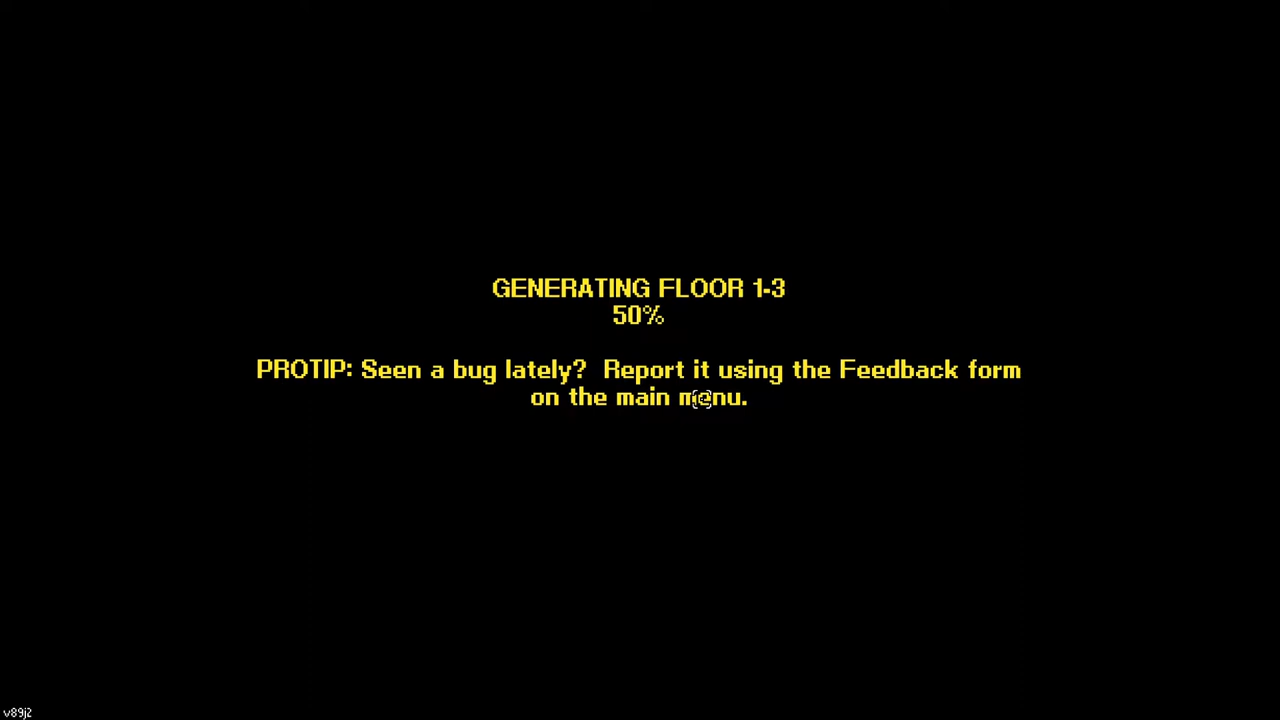 GENERATING FLOOR 1-3
50%
PROTIP: Seen a bug lately?  Report it using the Feedback form
on the main menu.
v89j2